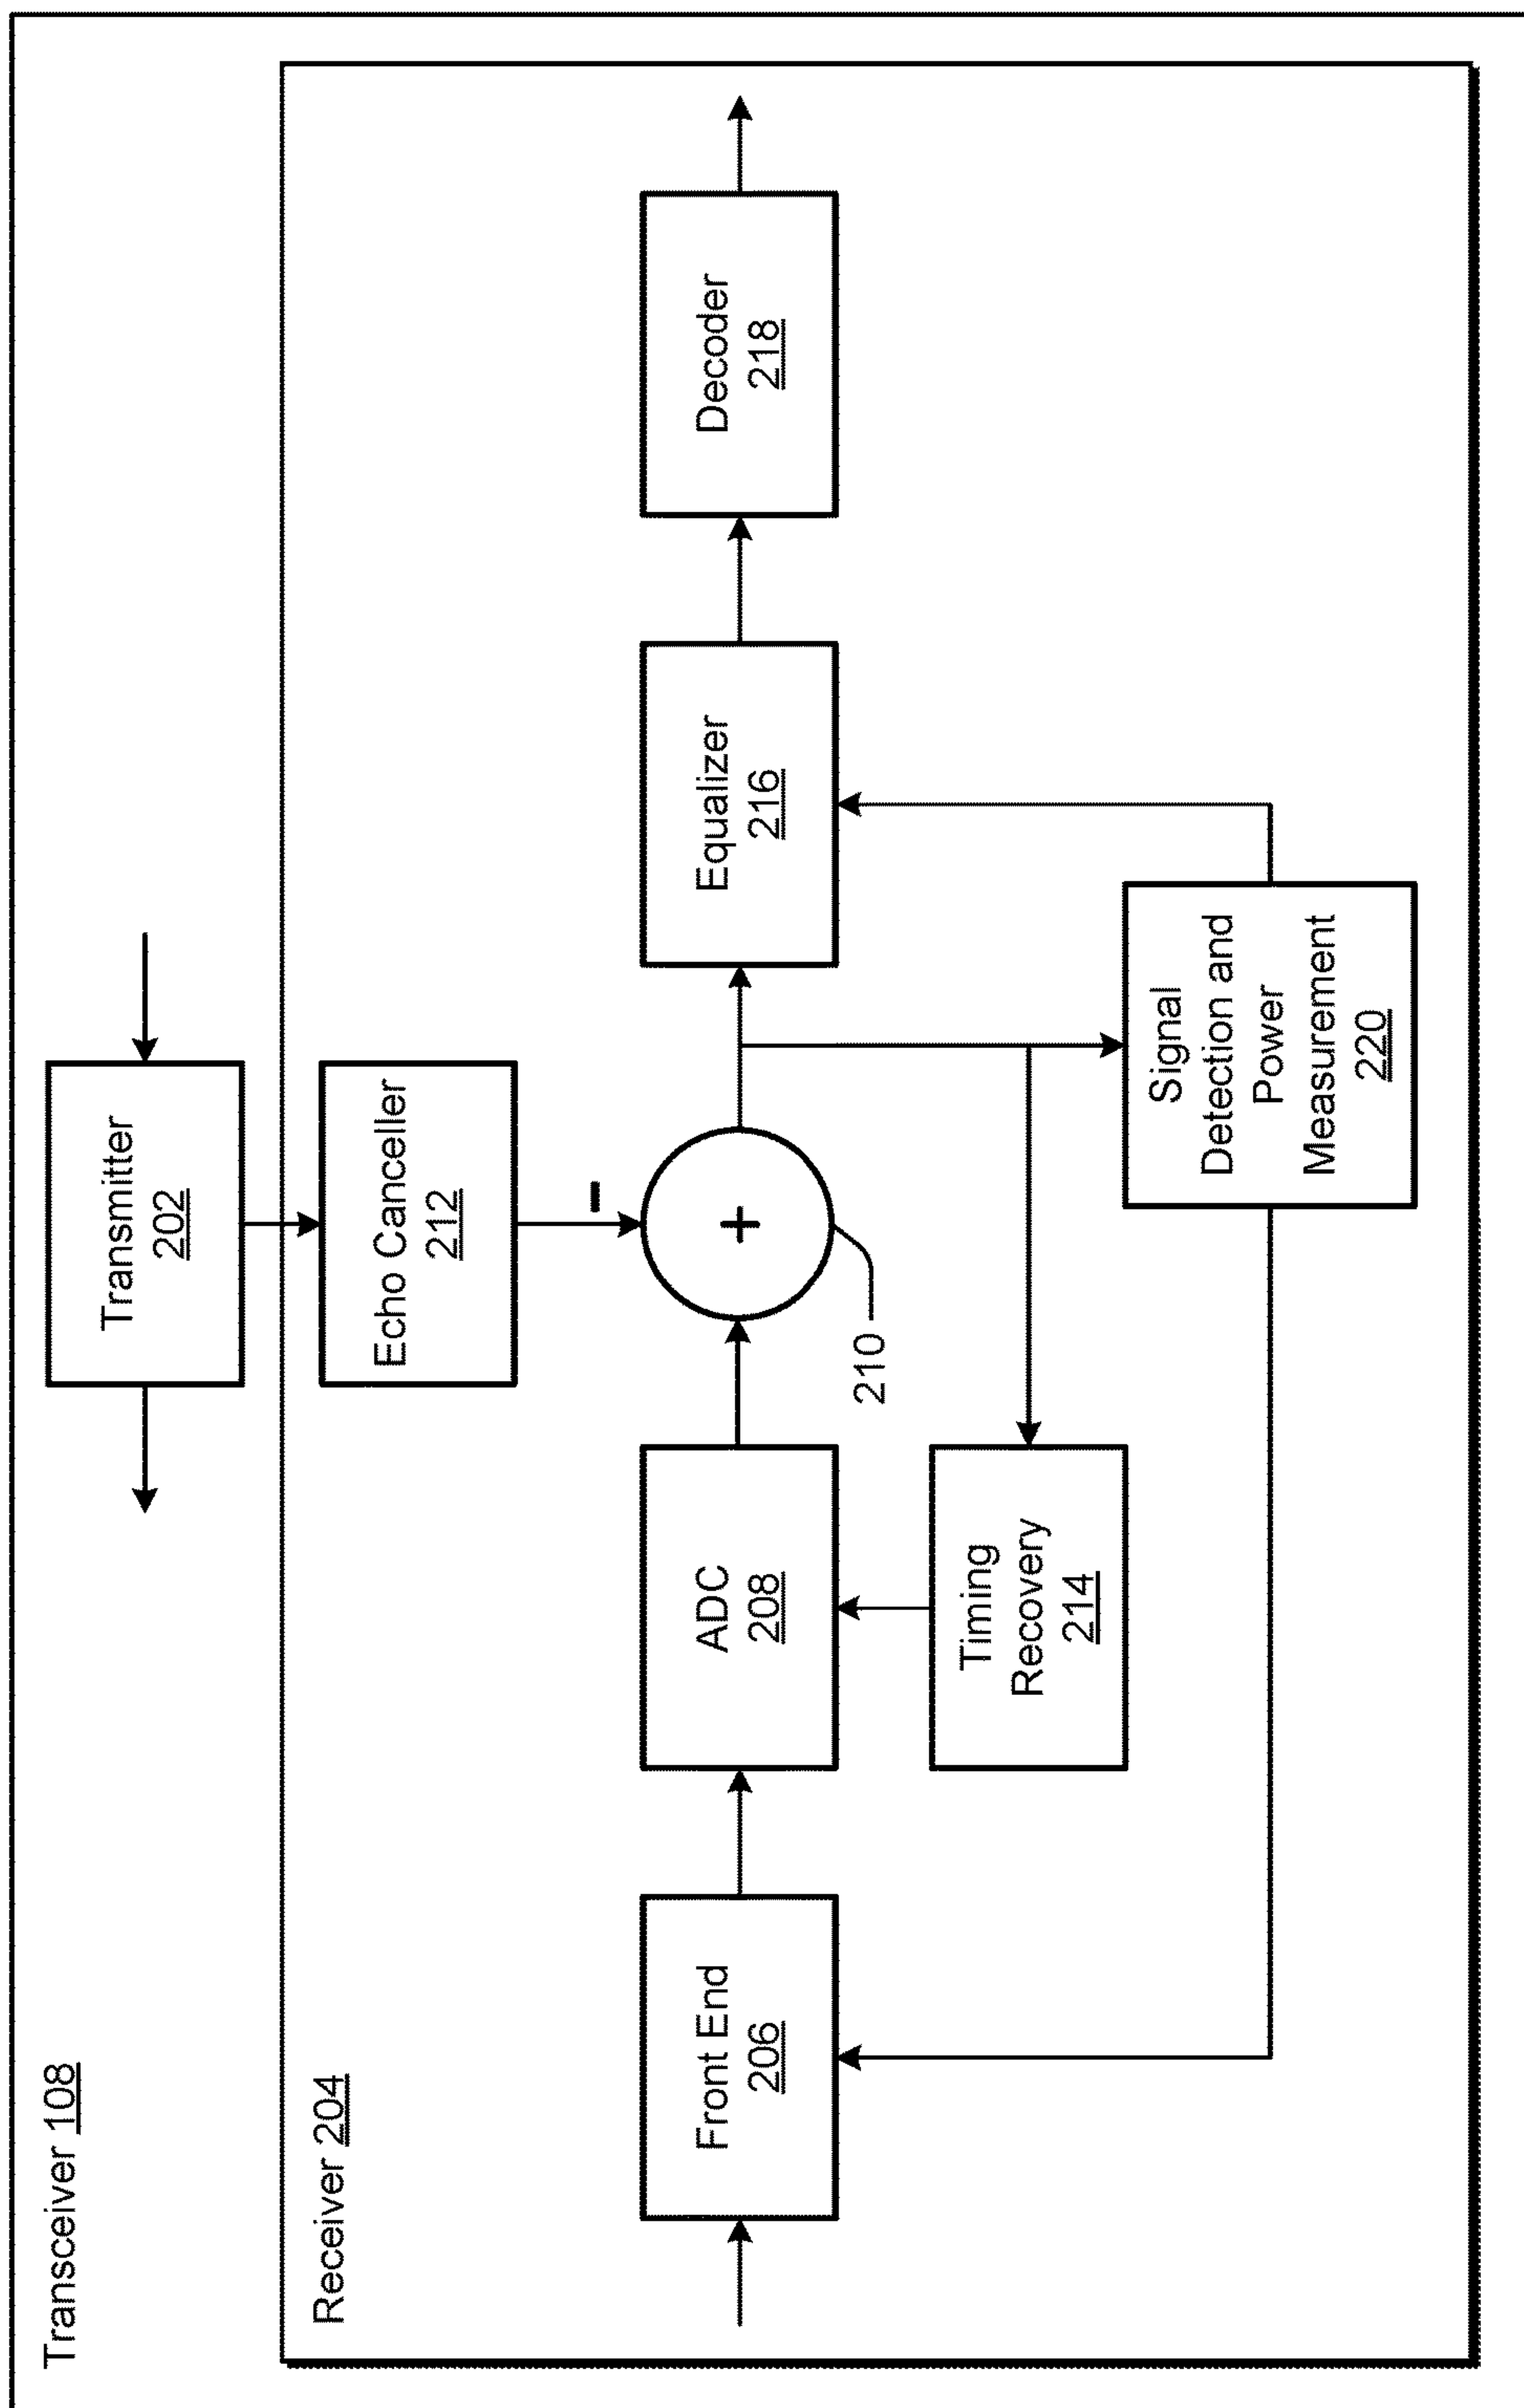 Transceiver 108
Transmitter
202
Receiver 204
Echo Canceller
212
-
Front End
206
ADC
208
+
210
Equalizer
216
Decoder
218
Timing
Recovery
214
Signal
Detection and
Power
Measurement
220